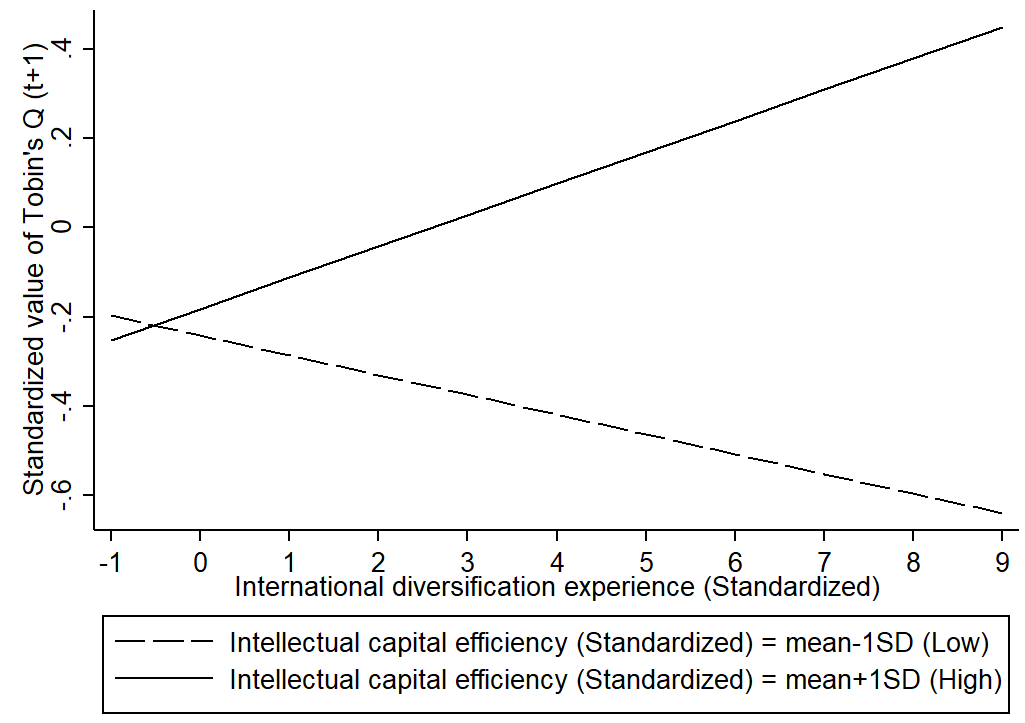 Standardized value of Tobin's Q (t+1)
.4
.2
0
-.2
-.4
-.6
-1 0 1 2 3 4 5 6 7 8 9
International diversification experience (Standardized)
Intellectual capital efficiency (Standardized) = mean-1SD (Low)
Intellectual capital efficiency (Standardized) = mean+1SD (High)